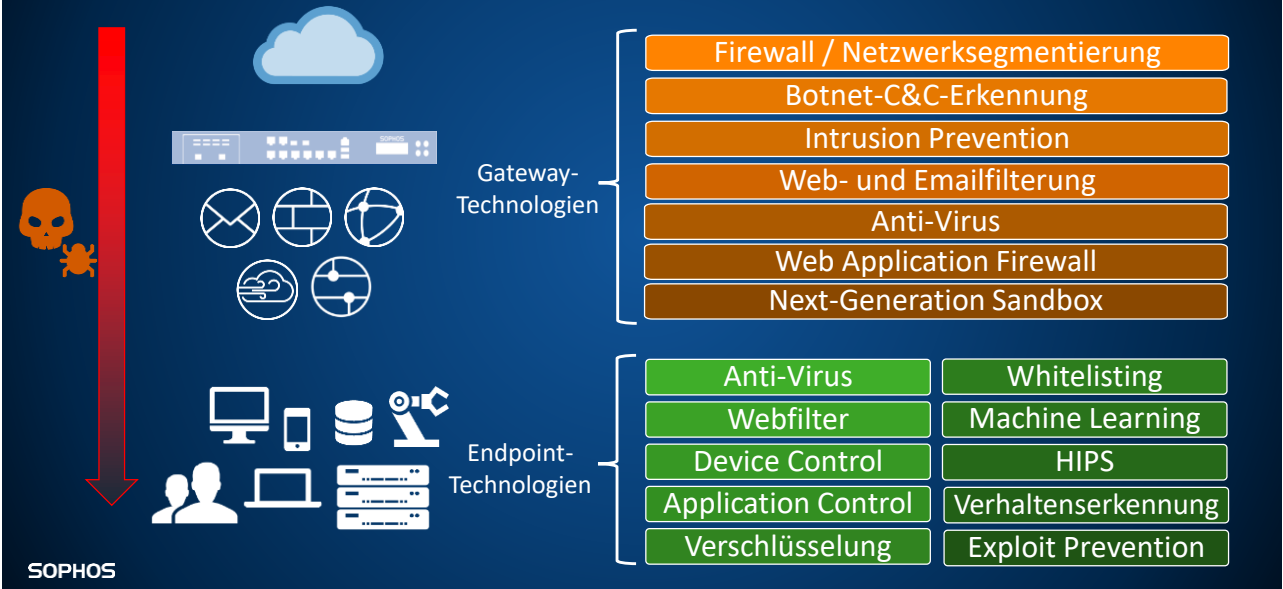 Firewall / Netzwerksegmentierung
Botnet-C&C-Erkennung
Intrusion Prevention
Web- und Emailfilterung
Anti-Virus
Web Application Firewall
Next-Generation Sandbox
SOPHOS
Gateway-
Technologien
Anti-Virus
Webfilter
Device Control
Application Control
Verschlüsselung
Whitelisting
Machine Learning
HIPS
Verhaltenserkennung
Exploit Prevention
Endpoint-
Technologien
SOPHOS